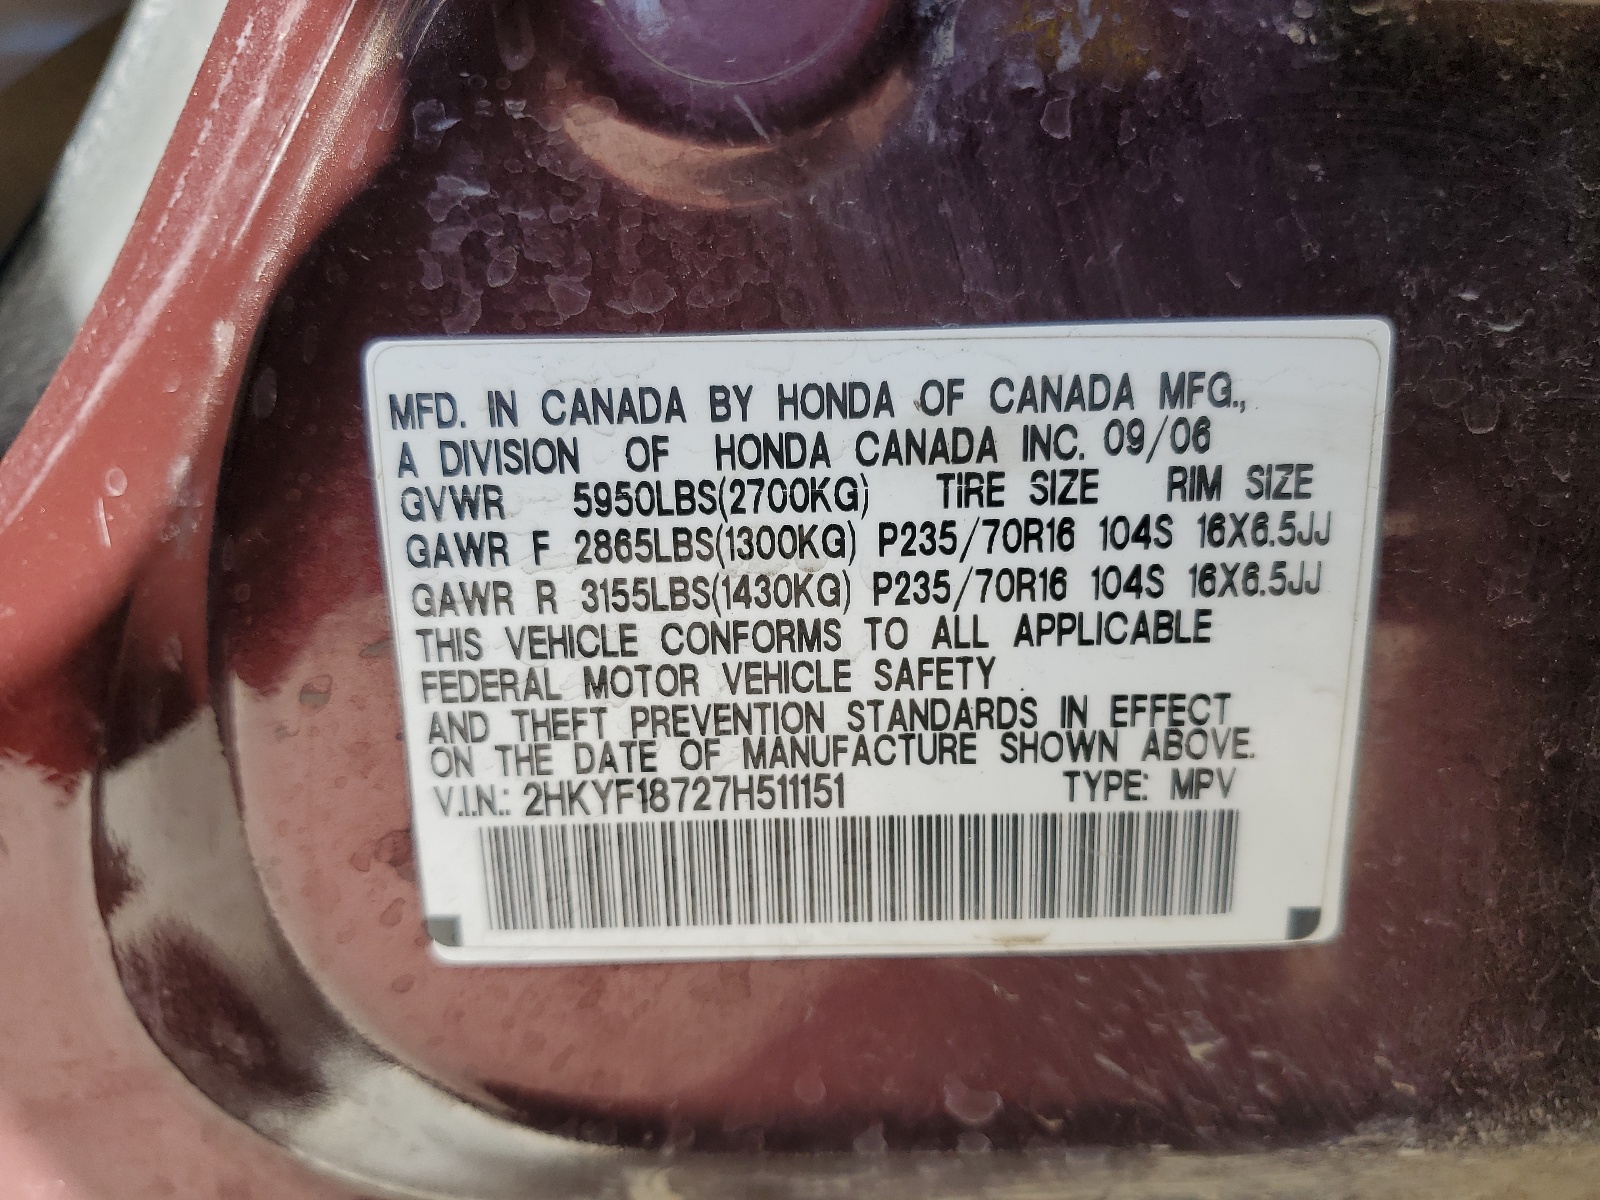 MFD. IN CANADA BY HONDA OF CANADA MFG.,
A DIVISION OF HONDA CANADA INC. 09/06
GVWR 5950LBS(2700KG) TIRE SIZE RIM SIZE
GAWR F 2865LBS(1300KG) P235/70R16 104S 16X6.5JJ
GAWR R 3155LBS(1430KG) P235/70R16 104S 16X6.5JJ
THIS VEHICLE CONFORMS TO ALL APPLICABLE
FEDERAL MOTOR VEHICLE SAFETY
AND THEFT PREVENTION STANDARDS IN EFFECT
ON THE DATE OF MANUFACTURE SHOWN ABOVE.
V.I.N.: 2HKYF18727H511151 TYPE: MPV